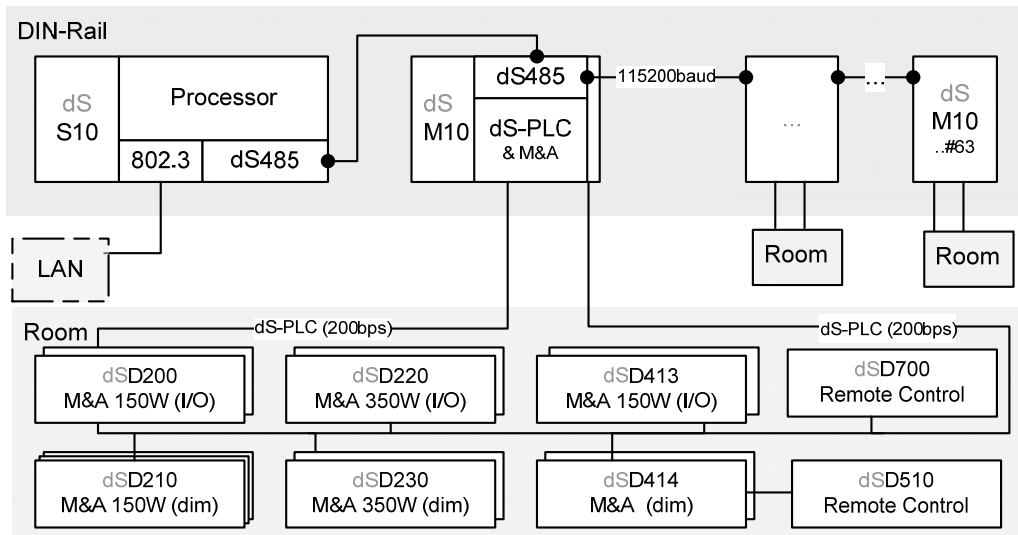 DIN-Rail
dS
S10
Processor
802.3
dS485
dS
M10
dS485
dS-PLC
& M&A
115200baud
...
...
dS
M10
..#63
LAN
Room
Room
Room
dS-PLC (200bps)
dS-PLC (200bps)
dSD200
M&A 150W (I/O)
dSD220
M&A 350W (I/O)
dSD413
M&A 150W (I/O)
dSD700
Remote Control
dSD210
M&A 150W (dim)
dSD230
M&A 350W (dim)
dSD414
M&A (dim)
dSD510
Remote Control